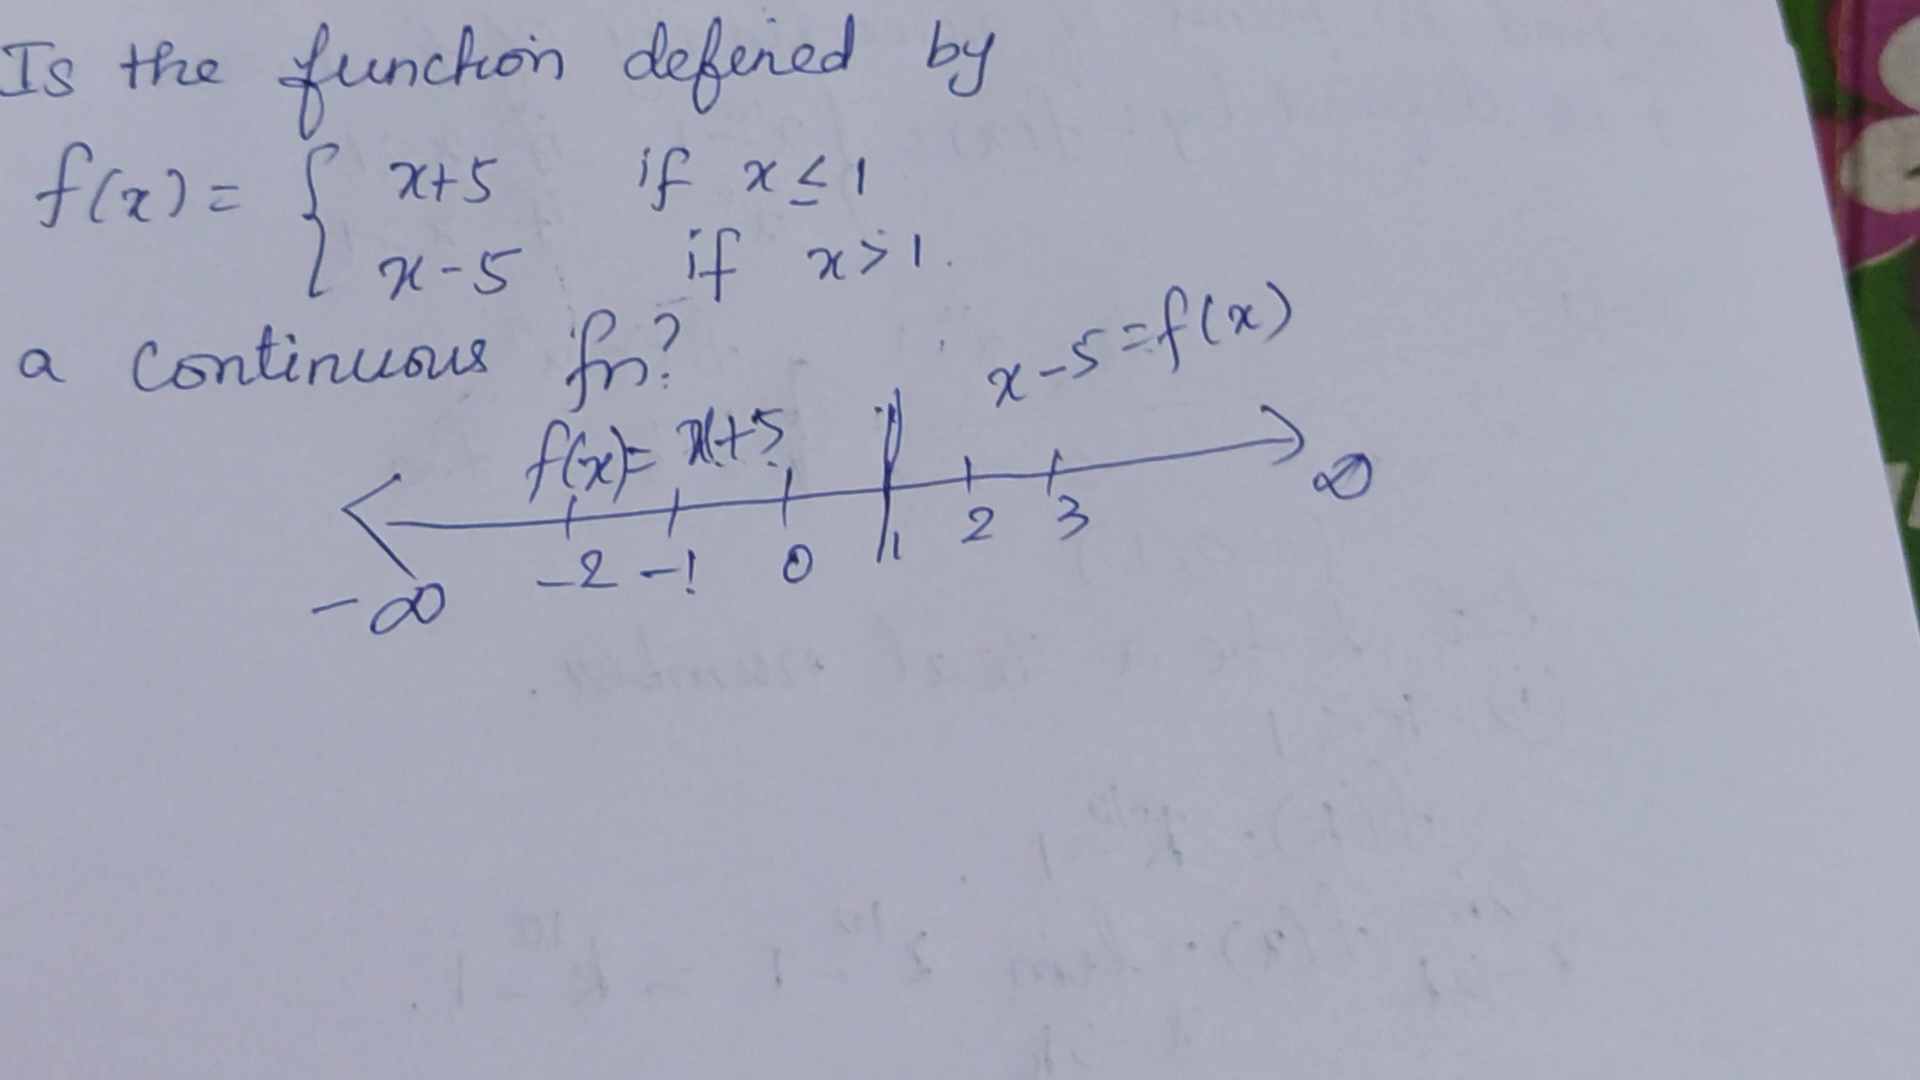 Is the function defined by
f(x) = { x+5 if x ≤ 1
x-5 if x > 1.
a continuous fn?
x-5 = f(x)
f(x) = x+5
-∞ -2 -1 0 1 2 3 ∞